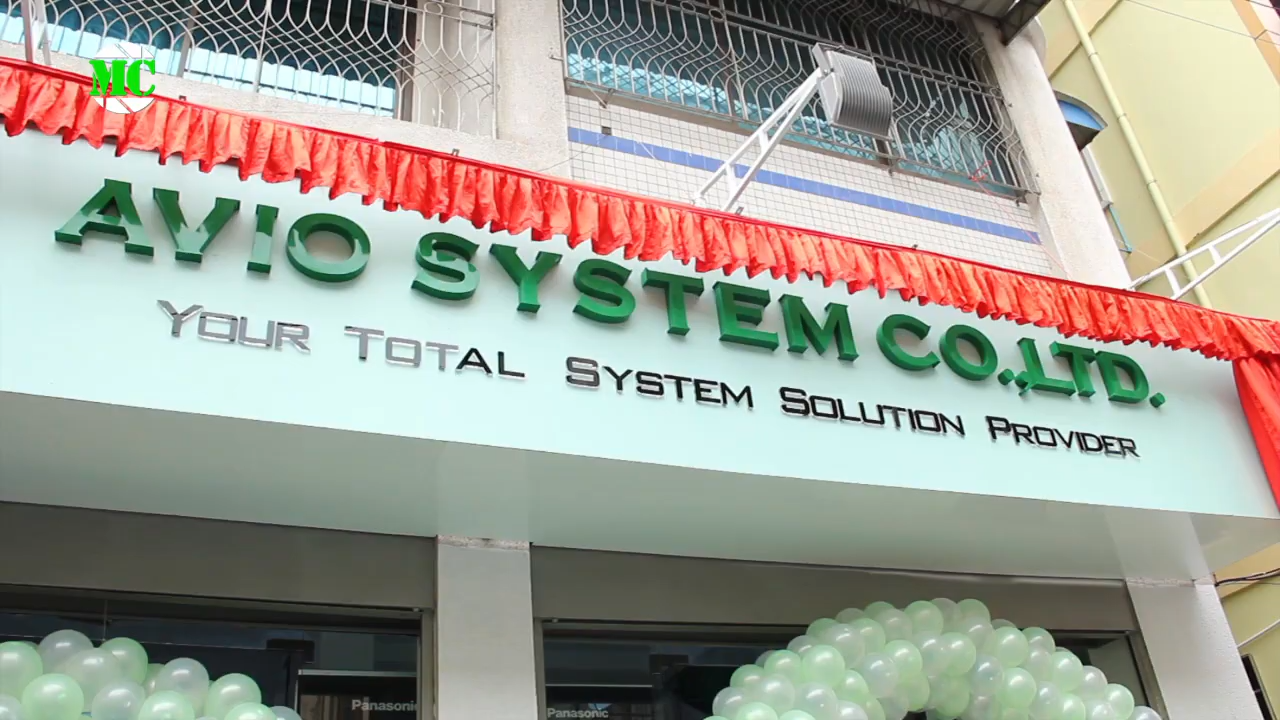 MC
AVIO SYSTEM CO.,LTD.
YOUR TOTAL SYSTEM SOLUTION PROVIDER
Panasonic
Panasonic